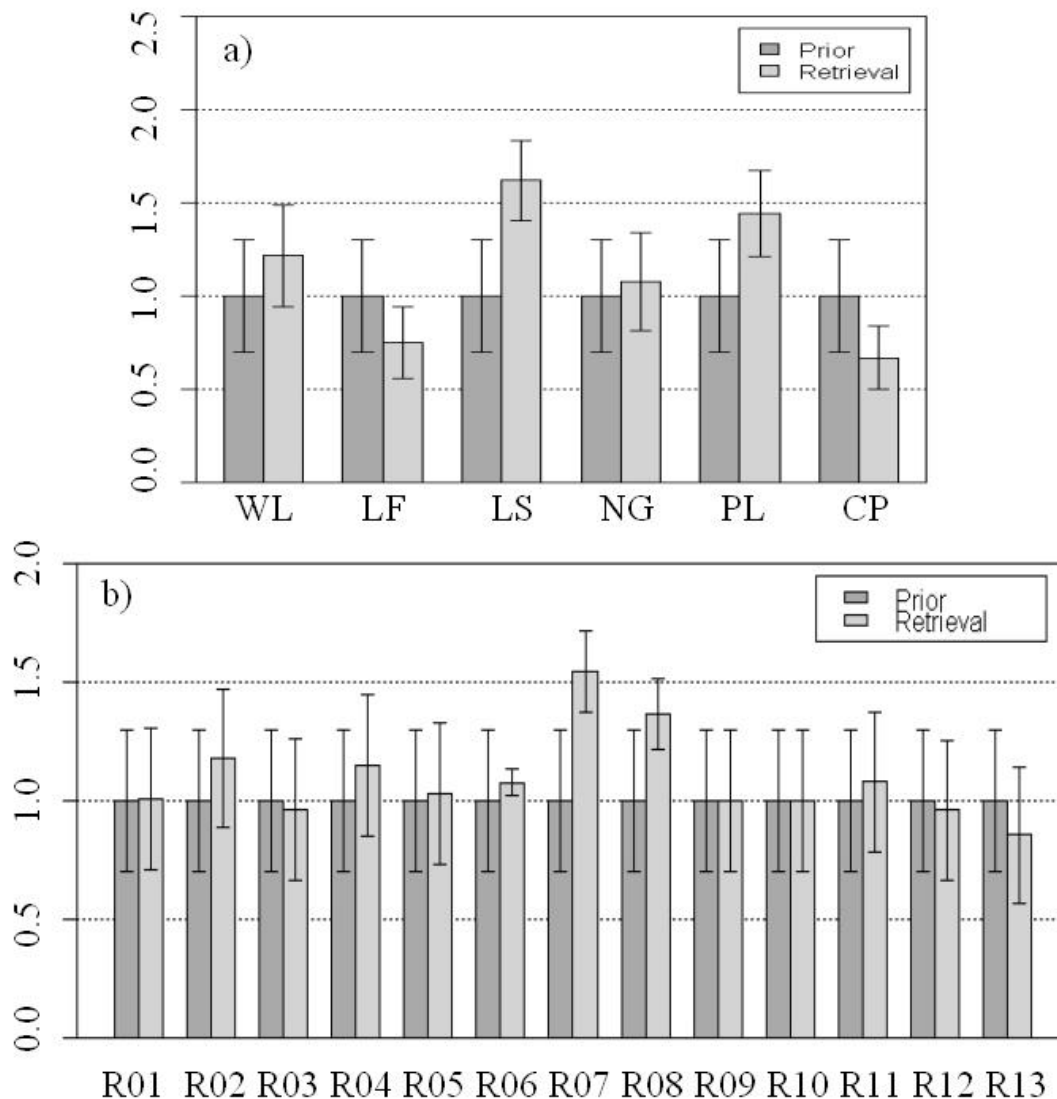 a)
Prior
Retrieval
2.5
2.0
1.5
1.0
0.5
0.0
WL LF LS NG PL CP
b)
Prior
Retrieval
2.0
1.5
1.0
0.5
0.0
R01 R02 R03 R04 R05 R06 R07 R08 R09 R10 R11 R12 R13